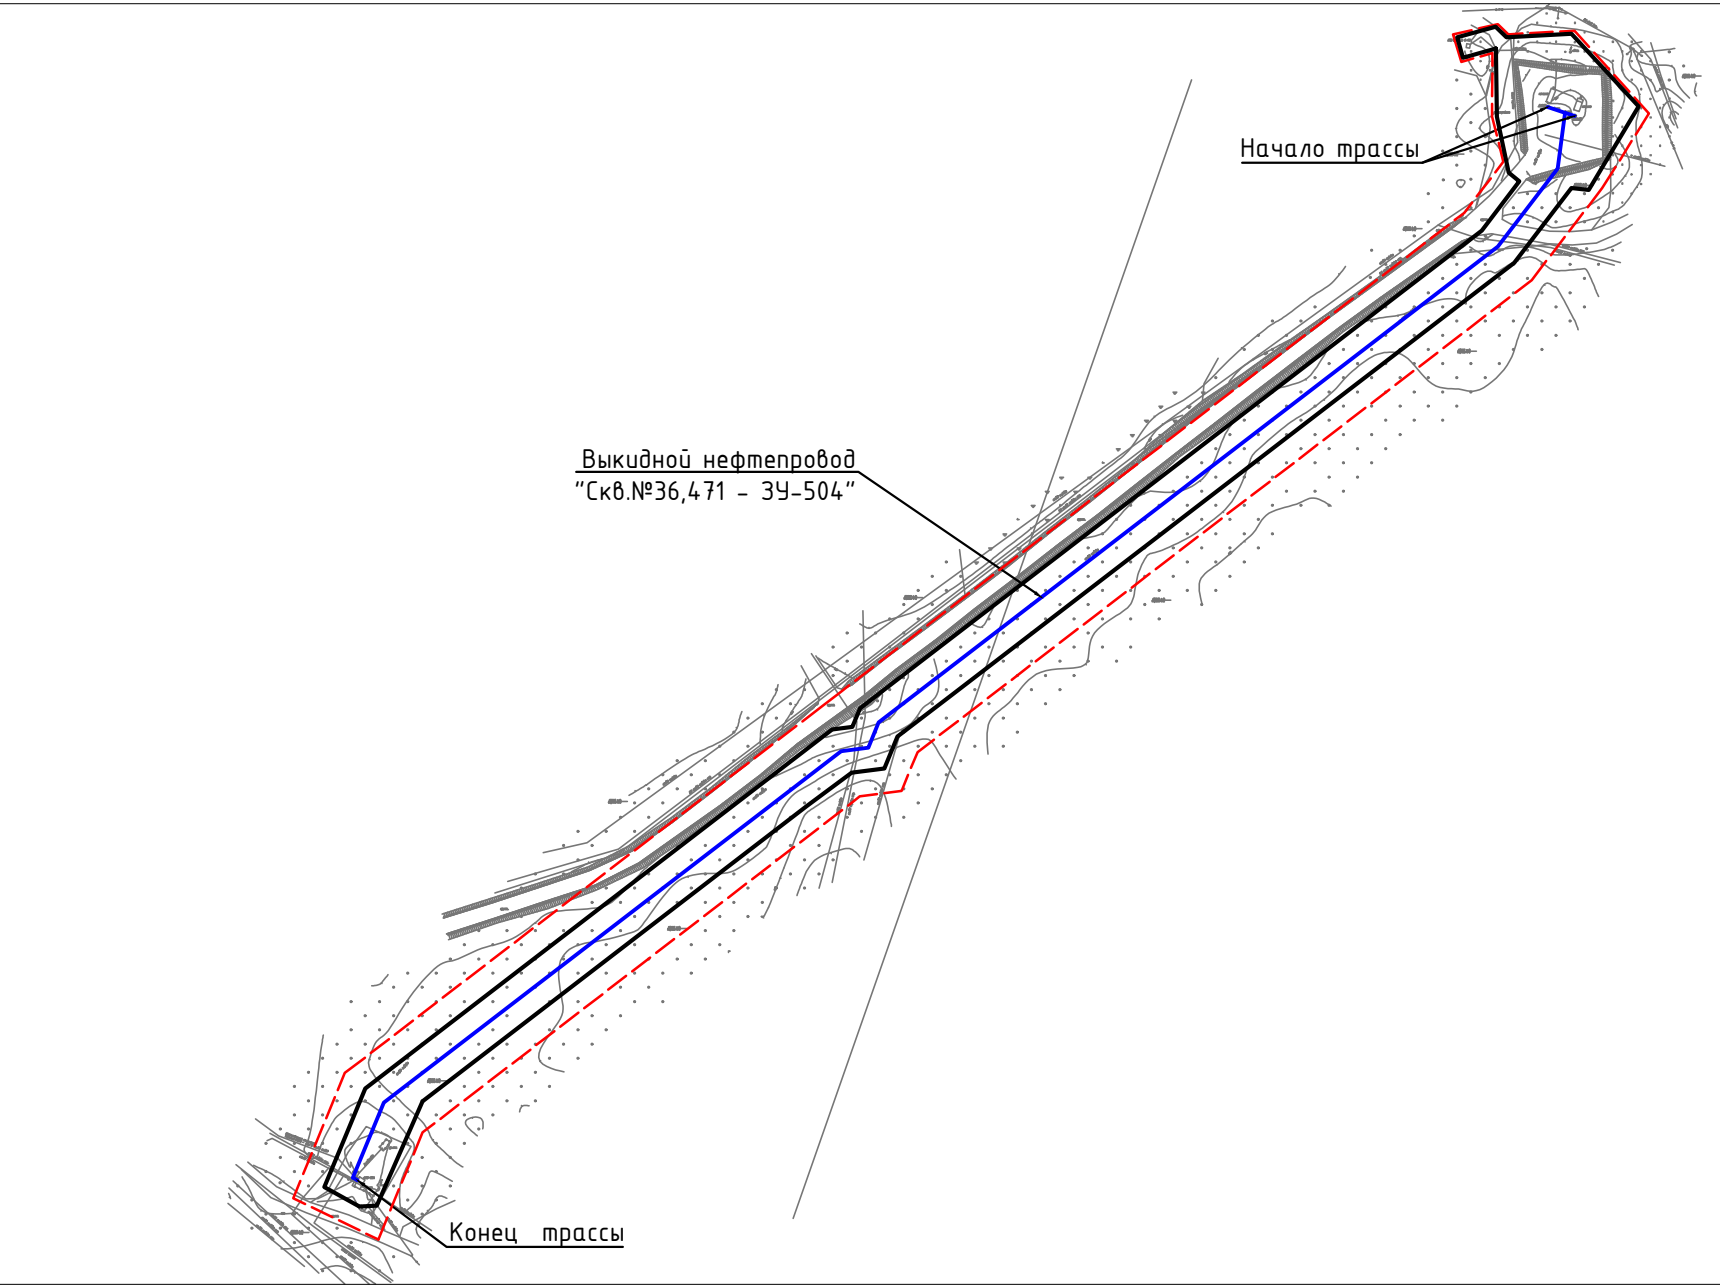 Начало трассы
Выкидной нефтепровод
"Скв.№36,471 - ЗУ-504"
Конец трассы